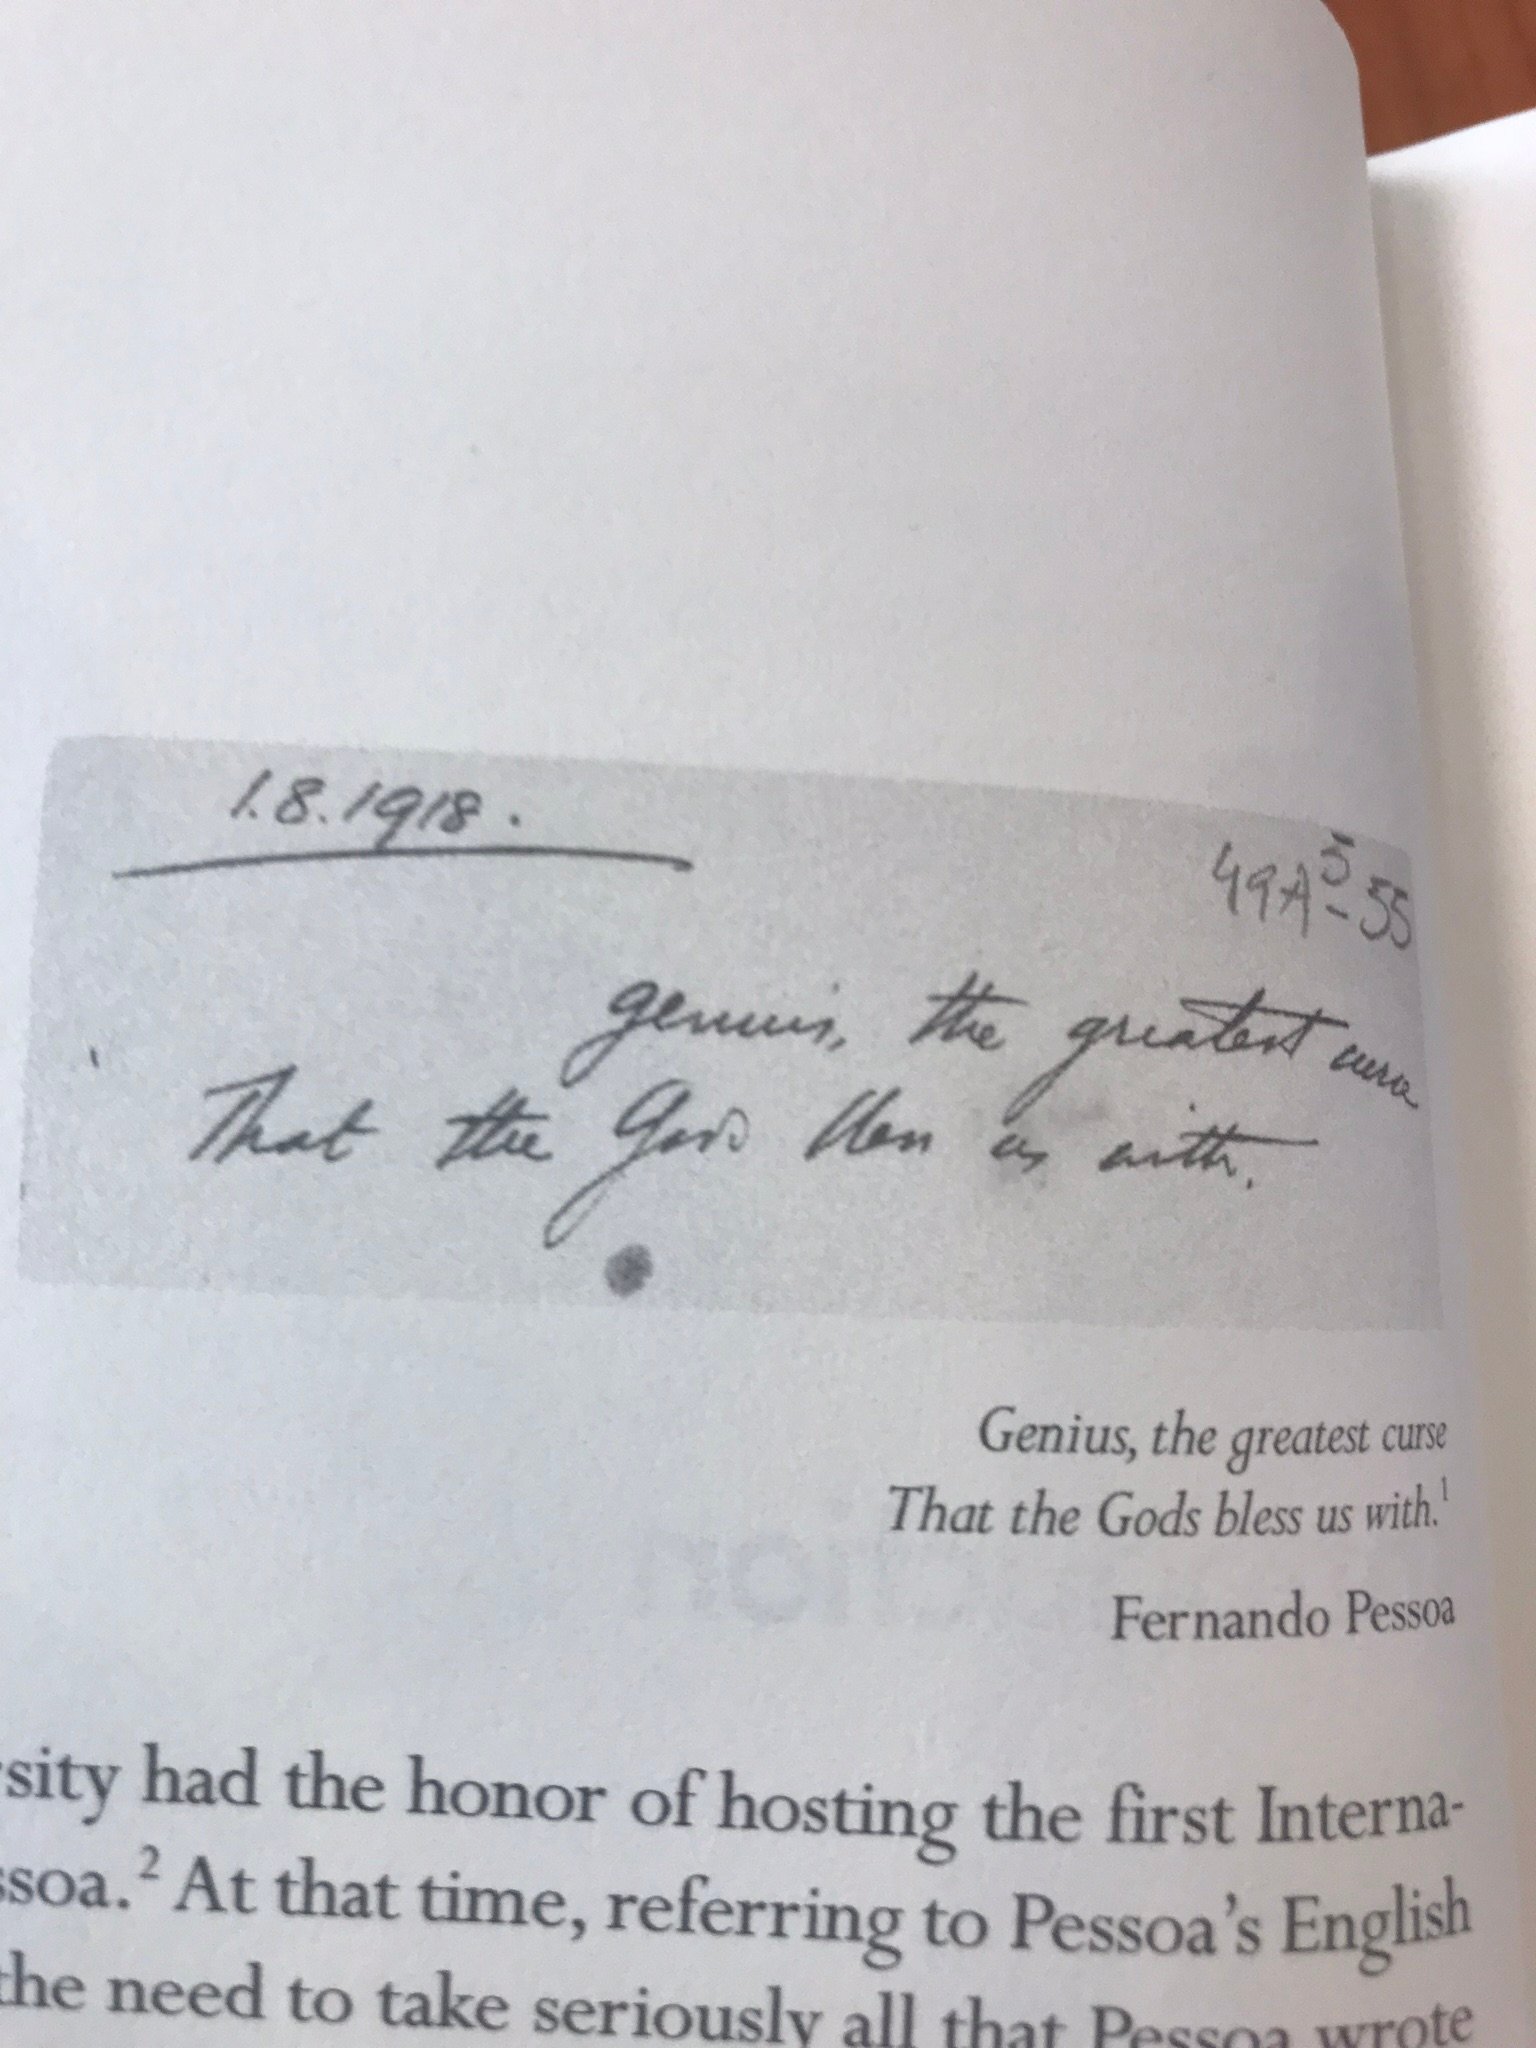 1.8.1918.
49A⁵-55
genius, the greatest curse
That the Gods bless us with.
Genius, the greatest curse
That the Gods bless us with.¹
Fernando Pessoa
sity had the honor of hosting the first Interna-
ssoa.² At that time, referring to Pessoa's English
the need to take seriously all that Pessoa wrote